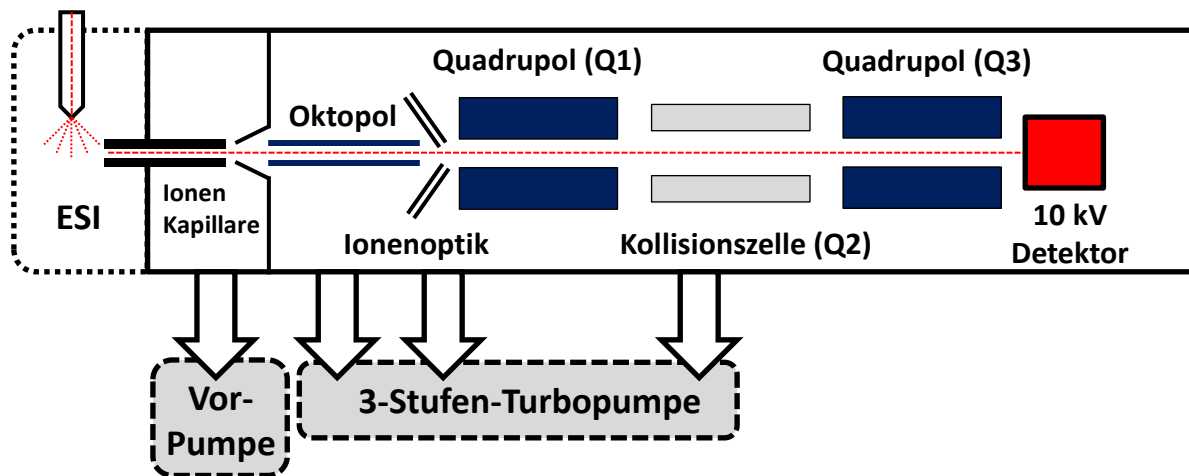 Quadrupol (Q1)
Quadrupol (Q3)
Oktopol
ESI
Ionen
Kapillare
Ionenoptik
Kollisionszelle (Q2)
10 kV
Detektor
Vor-
Pumpe
3-Stufen-Turbopumpe